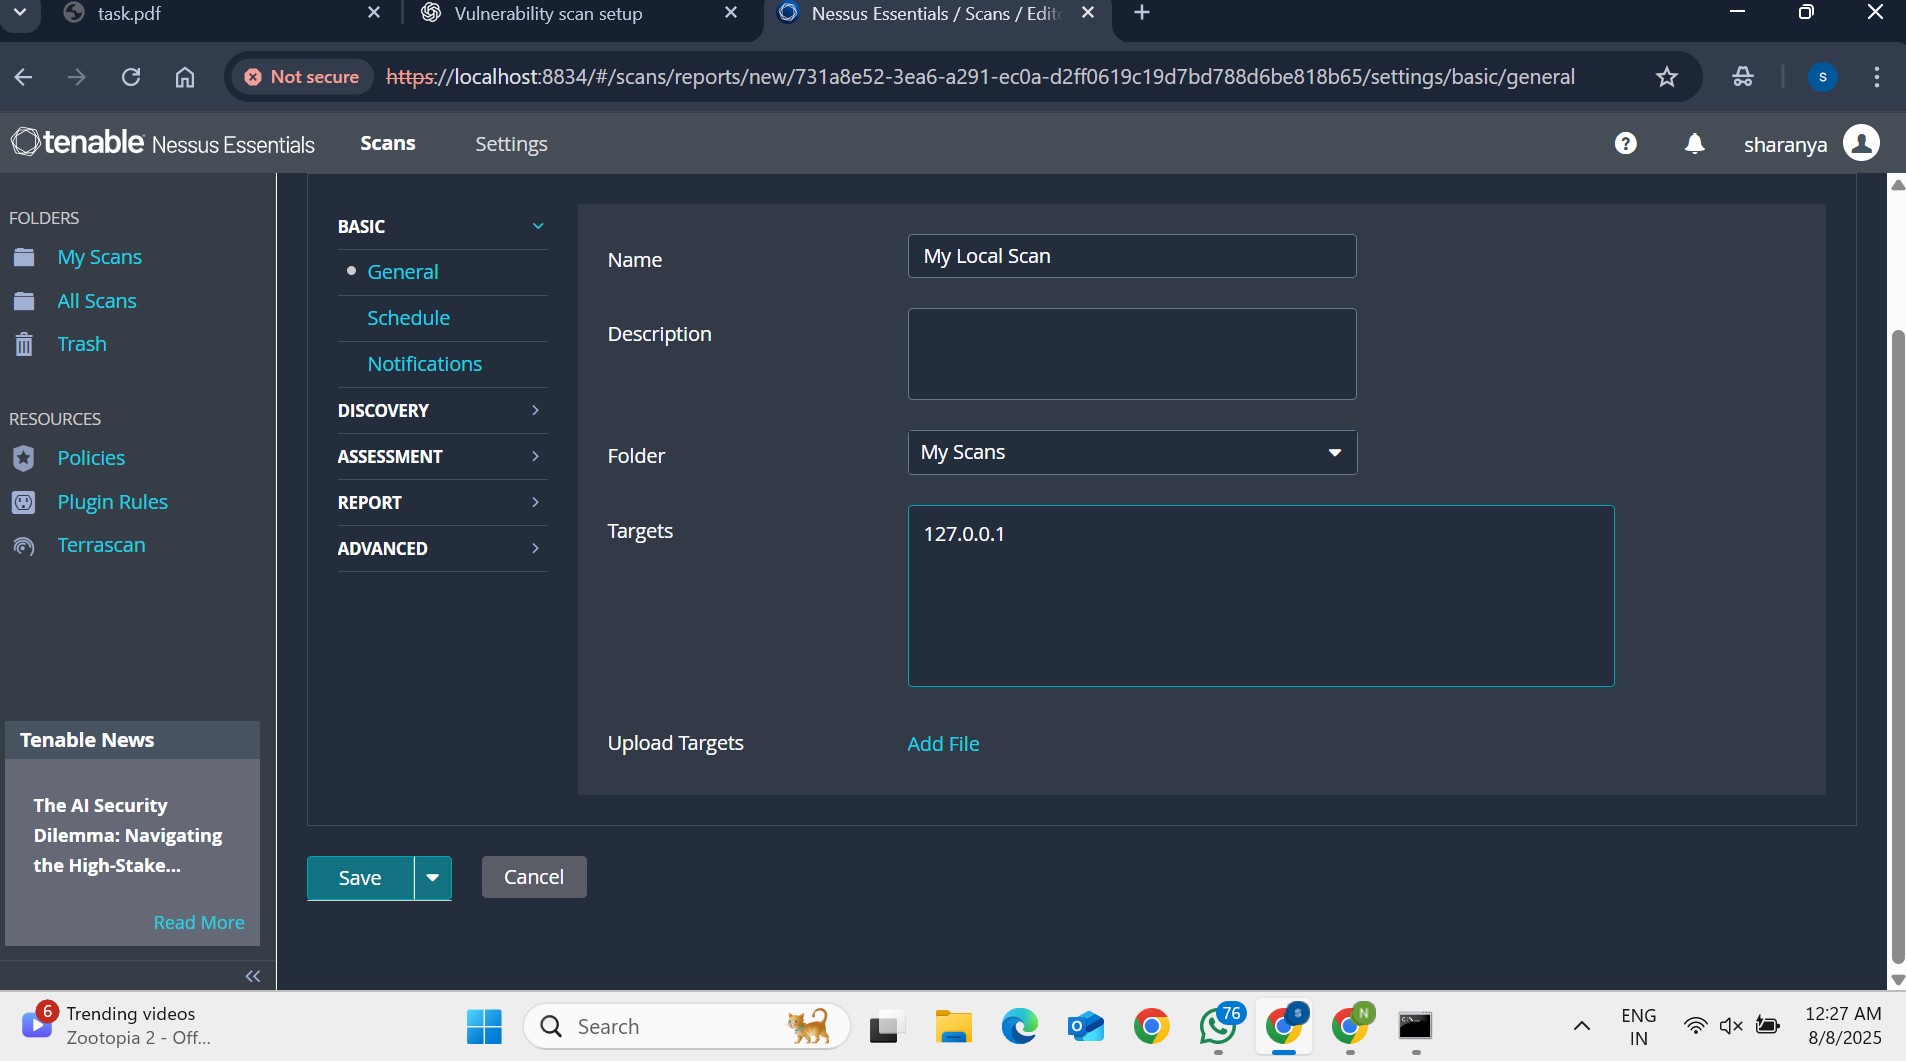 task.pdf
Vulnerability scan setup
Nessus Essentials / Scans / Edit
Not secure
https://localhost:8834/#/scans/reports/new/731a8e52-3ea6-a291-ec0a-d2ff0619c19d7bd788d6be818b65/settings/basic/general
S
tenable Nessus Essentials
Scans
Settings
?
sharanya
FOLDERS
My Scans
All Scans
Trash
RESOURCES
Policies
Plugin Rules
Terrascan
Tenable News
The AI Security
Dilemma: Navigating
the High-Stake...
Read More
BASIC
General
Schedule
Notifications
DISCOVERY
ASSESSMENT
REPORT
ADVANCED
Name
My Local Scan
Description
Folder
My Scans
Targets
127.0.0.1
Upload Targets
Add File
Save
Cancel
6
Trending videos
Zootopia 2 - Off...
Search
76
S
N
ENG
IN
12:27 AM
8/8/2025